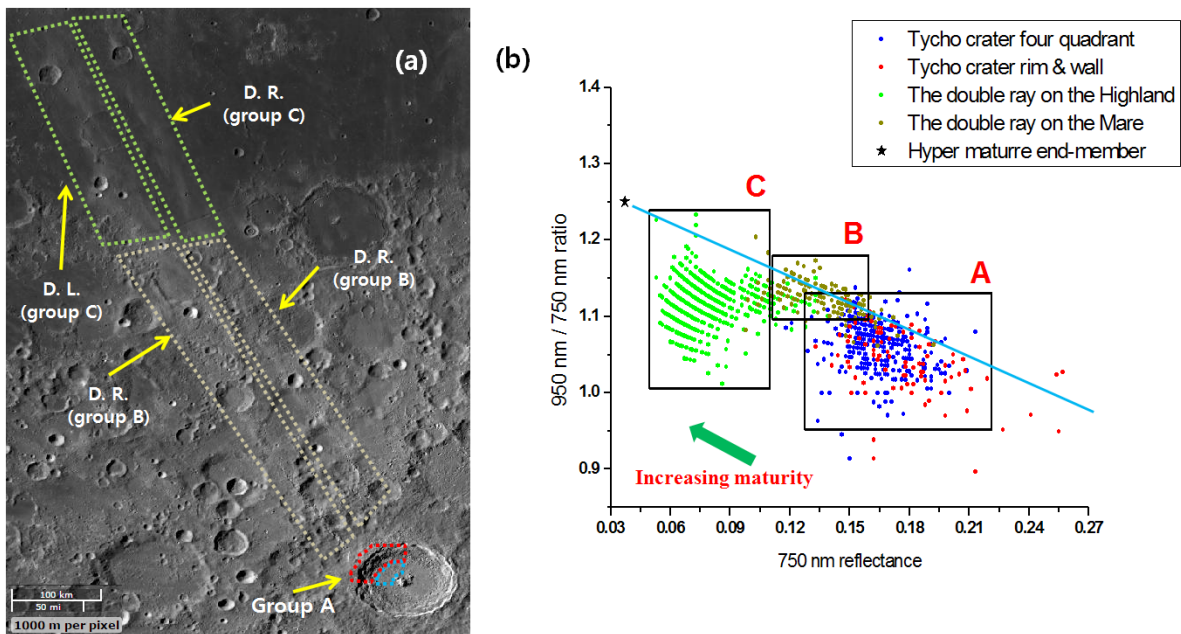 (a)
D. R.
(group C)
D. L.
(group C)
D. R.
(group B)
D. R.
(group B)
Group A
100 km
50 mi
1000 m per pixel
(b)
Tycho crater four quadrant
Tycho crater rim & wall
The double ray on the Highland
The double ray on the Mare
Hyper maturre end-member
1.4
1.3
1.2
1.1
1.0
0.9
950 nm / 750 nm ratio
C
B
A
Increasing maturity
0.03 0.06 0.09 0.12 0.15 0.18 0.21 0.24 0.27
750 nm reflectance